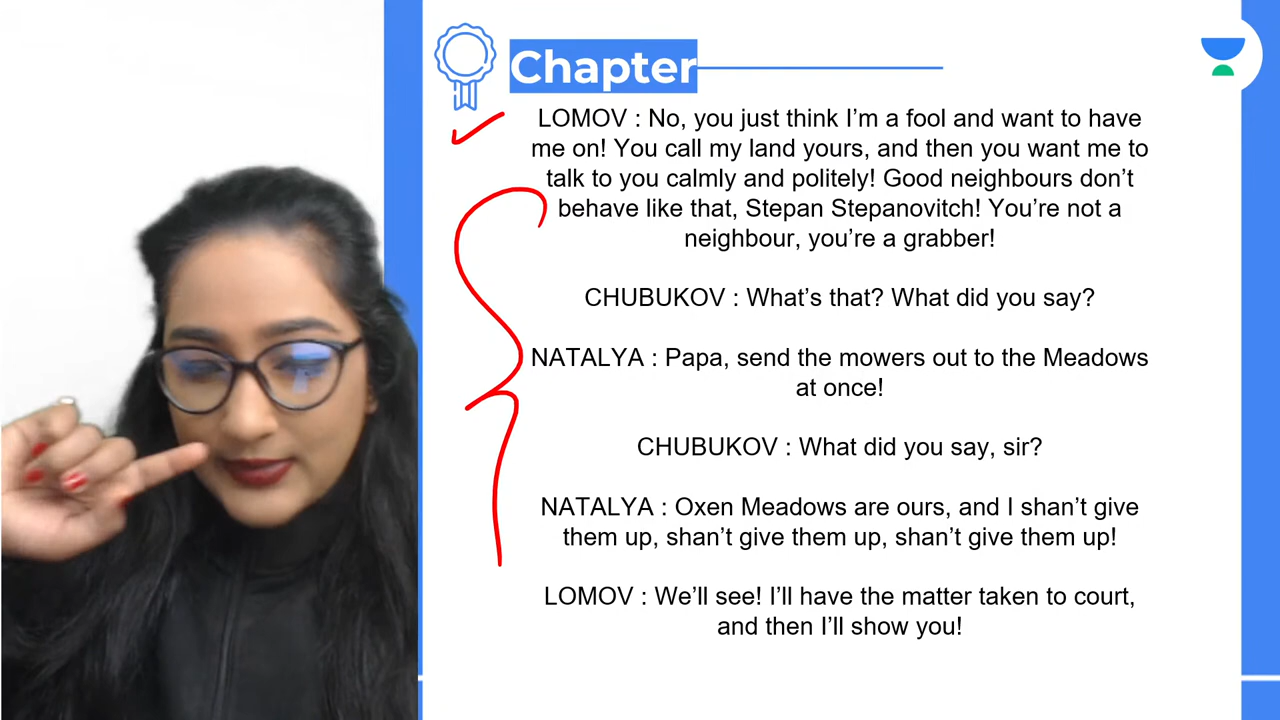 Chapter
LOMOV : No, you just think I’m a fool and want to have
me on! You call my land yours, and then you want me to
talk to you calmly and politely! Good neighbours don’t
behave like that, Stepan Stepanovitch! You’re not a
neighbour, you’re a grabber!
CHUBUKOV : What’s that? What did you say?
NATALYA : Papa, send the mowers out to the Meadows
at once!
CHUBUKOV : What did you say, sir?
NATALYA : Oxen Meadows are ours, and I shan’t give
them up, shan’t give them up, shan’t give them up!
LOMOV : We’ll see! I’ll have the matter taken to court,
and then I’ll show you!